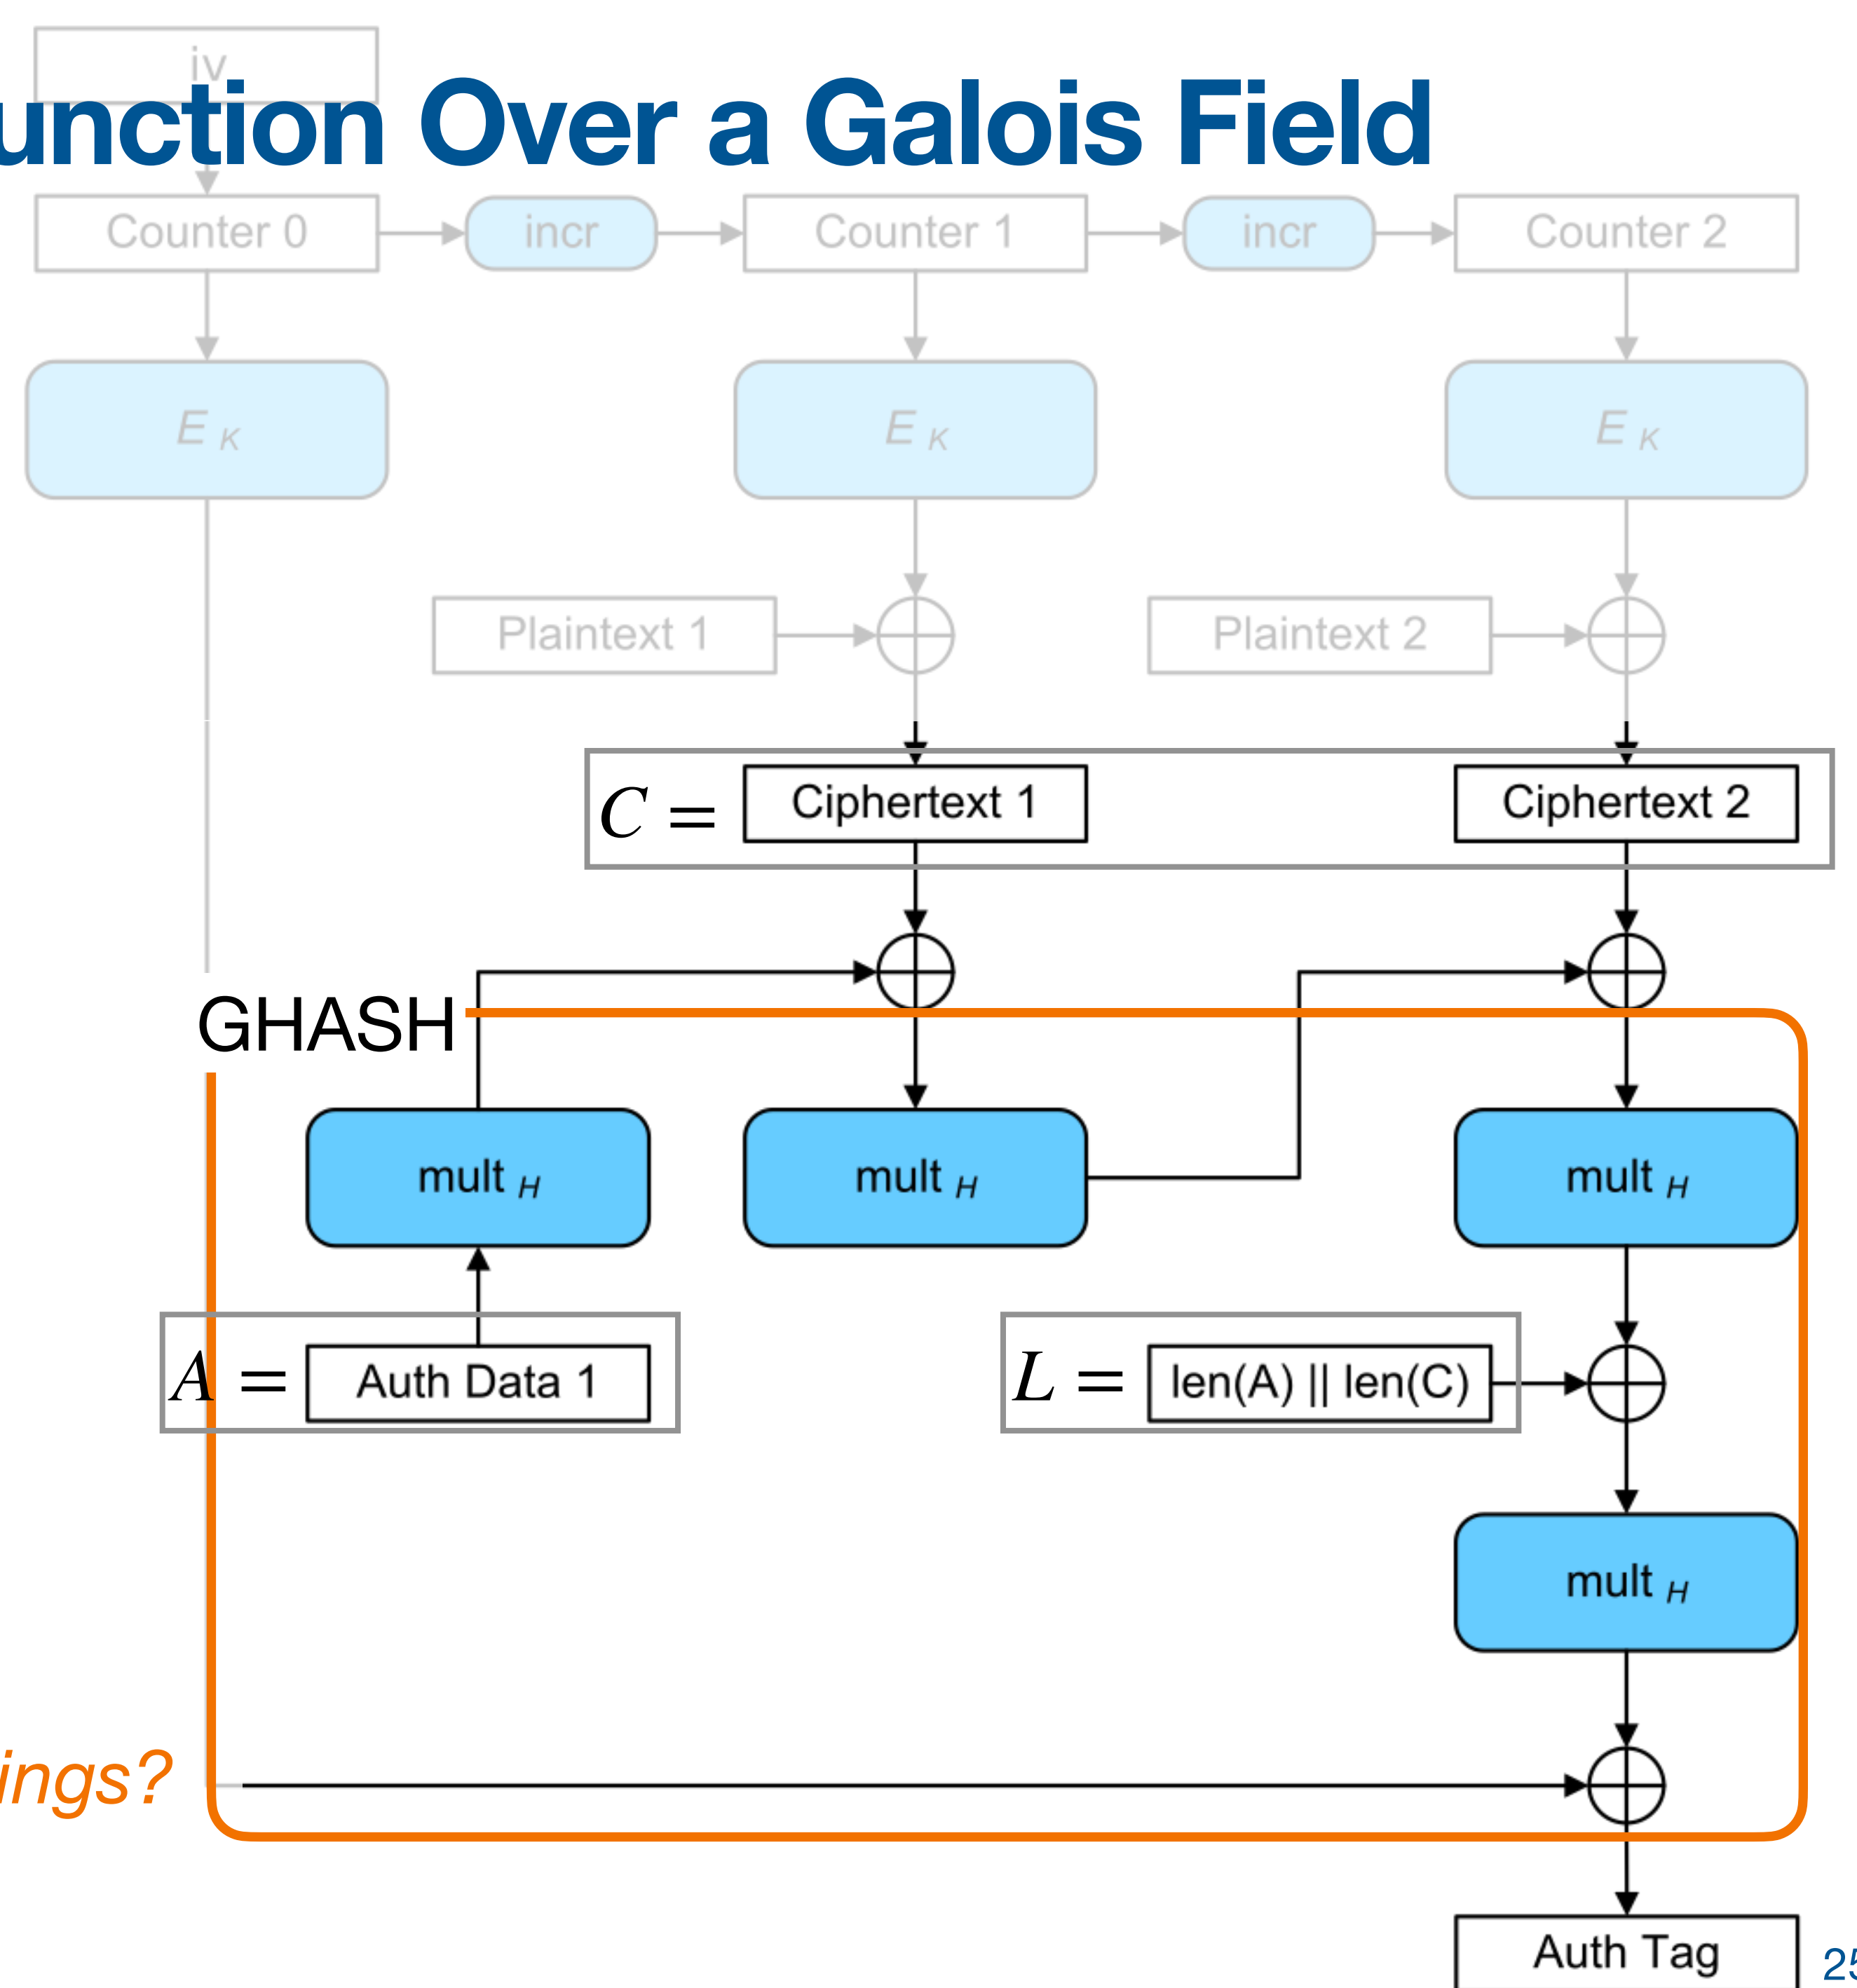 iv
unction Over a Galois Field
Counter 0 incr Counter 1 incr Counter 2
E K E K E K
Plaintext 1 Plaintext 2
C = Ciphertext 1 Ciphertext 2
GHASH
mult H mult H mult H
A = Auth Data 1 L = len(A) || len(C)
mult H
ings?
Auth Tag
25